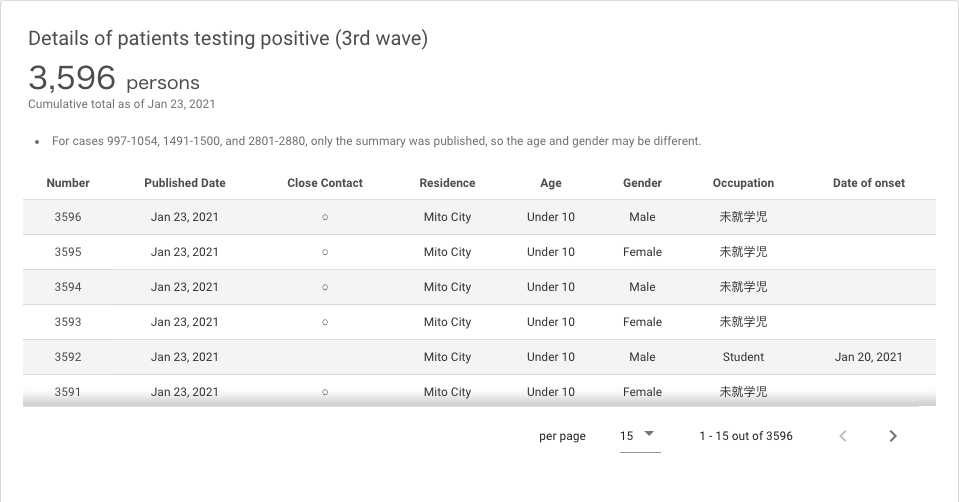 Details of patients testing positive (3rd wave)
3,596 persons
Cumulative total as of Jan 23, 2021
• For cases 997-1054, 1491-1500, and 2801-2880, only the summary was published, so the age and gender may be different.
Number Published Date Close Contact Residence Age Gender Occupation Date of onset
3596 Jan 23, 2021 ○ Mito City Under 10 Male 未就学児
3595 Jan 23, 2021 ○ Mito City Under 10 Female 未就学児
3594 Jan 23, 2021 ○ Mito City Under 10 Male 未就学児
3593 Jan 23, 2021 ○ Mito City Under 10 Female 未就学児
3592 Jan 23, 2021 Mito City Under 10 Male Student Jan 20, 2021
3591 Jan 23, 2021 ○ Mito City Under 10 Female 未就学児
per page 15 1 - 15 out of 3596